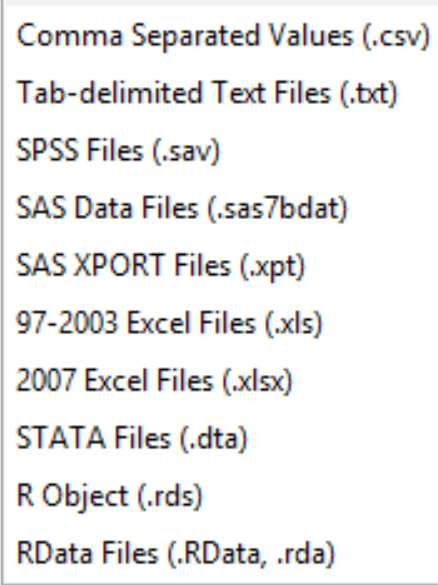 Comma Separated Values (.csv)
Tab-delimited Text Files (.txt)
SPSS Files (.sav)
SAS Data Files (.sas7bdat)
SAS XPORT Files (.xpt)
97-2003 Excel Files (.xls)
2007 Excel Files (.xlsx)
STATA Files (.dta)
R Object (.rds)
RData Files (.RData, .rda)